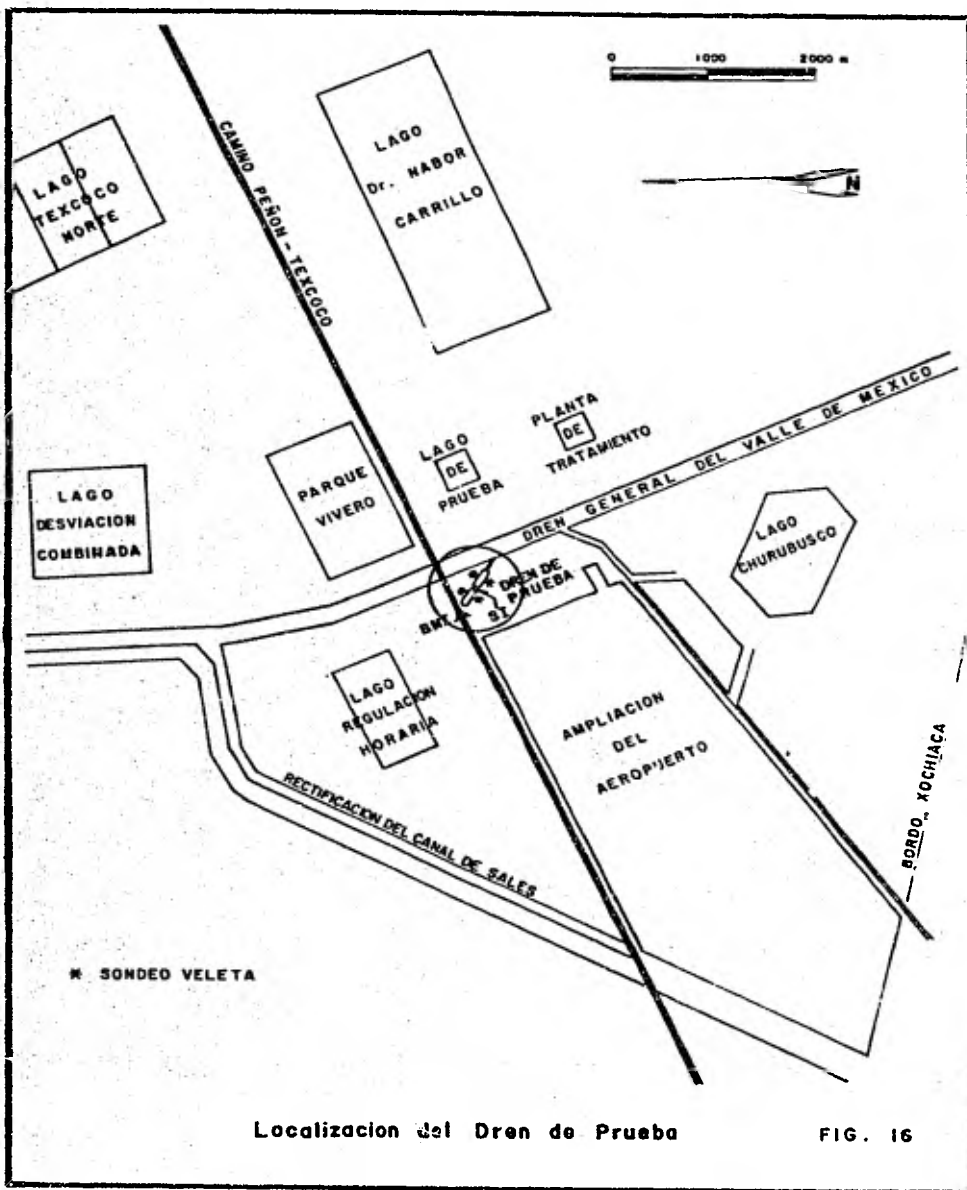 0 1000 2000 m
N
CAMINO PEÑON - TEXCOCO
LAGO
Dr. NABOR
CARRILLO
LAGO
TEXCOCO
NORTE
LAGO
DESVIACION
COMBINADA
PARQUE
VIVERO
LAGO
DE
PRUEBA
PLANTA
DE
TRATAMIENTO
DREN GENERAL DEL VALLE DE MEXICO
LAGO
CHURUBUSCO
DREN DE
PRUEBA
BMT
LAGO
REGULACION
HORARIA
AMPLIACION
DEL
AEROPUERTO
RECTIFICACION DEL CANAL DE SALES
BORDO XOCHIACA
* SONDEO VELETA
Localizacion del Dren de Prueba
FIG. 16